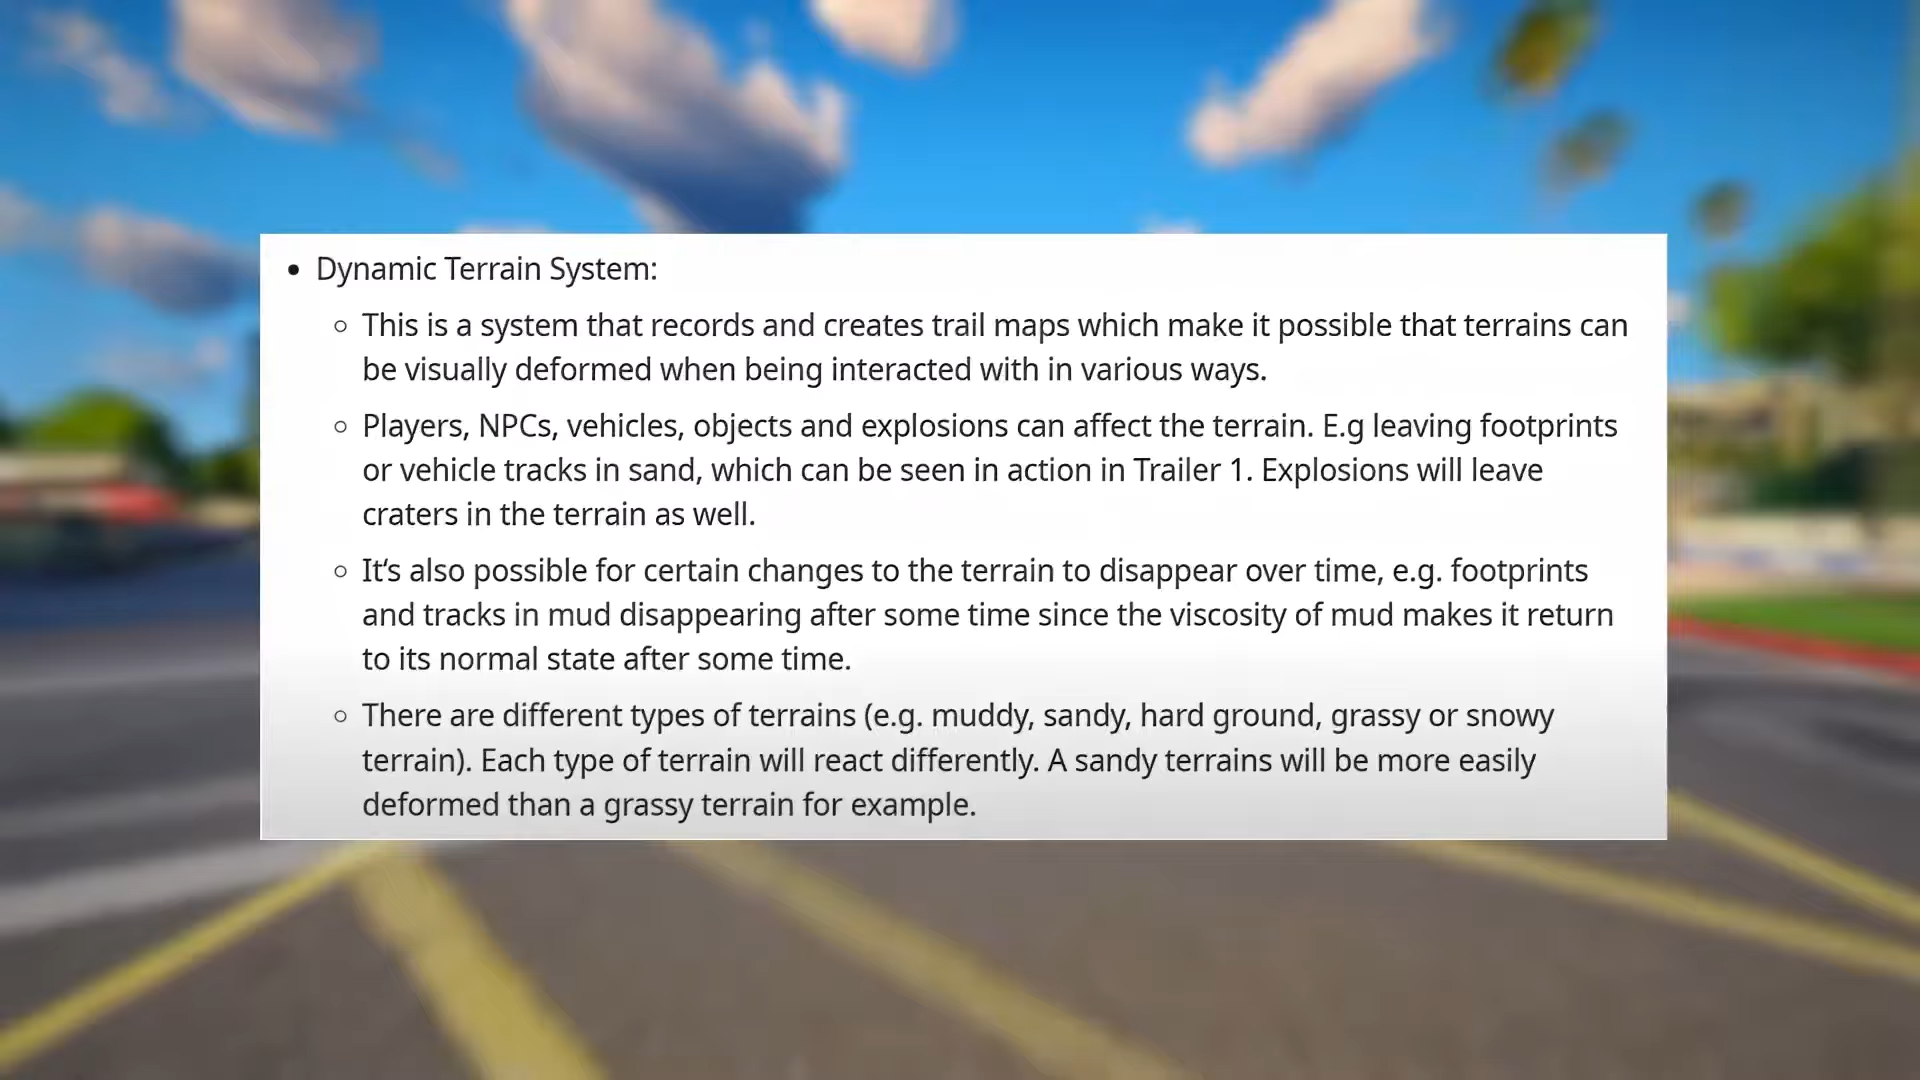 • Dynamic Terrain System:
○ This is a system that records and creates trail maps which make it possible that terrains can
be visually deformed when being interacted with in various ways.
○ Players, NPCs, vehicles, objects and explosions can affect the terrain. E.g leaving footprints
or vehicle tracks in sand, which can be seen in action in Trailer 1. Explosions will leave
craters in the terrain as well.
○ It‘s also possible for certain changes to the terrain to disappear over time, e.g. footprints
and tracks in mud disappearing after some time since the viscosity of mud makes it return
to its normal state after some time.
○ There are different types of terrains (e.g. muddy, sandy, hard ground, grassy or snowy
terrain). Each type of terrain will react differently. A sandy terrains will be more easily
deformed than a grassy terrain for example.